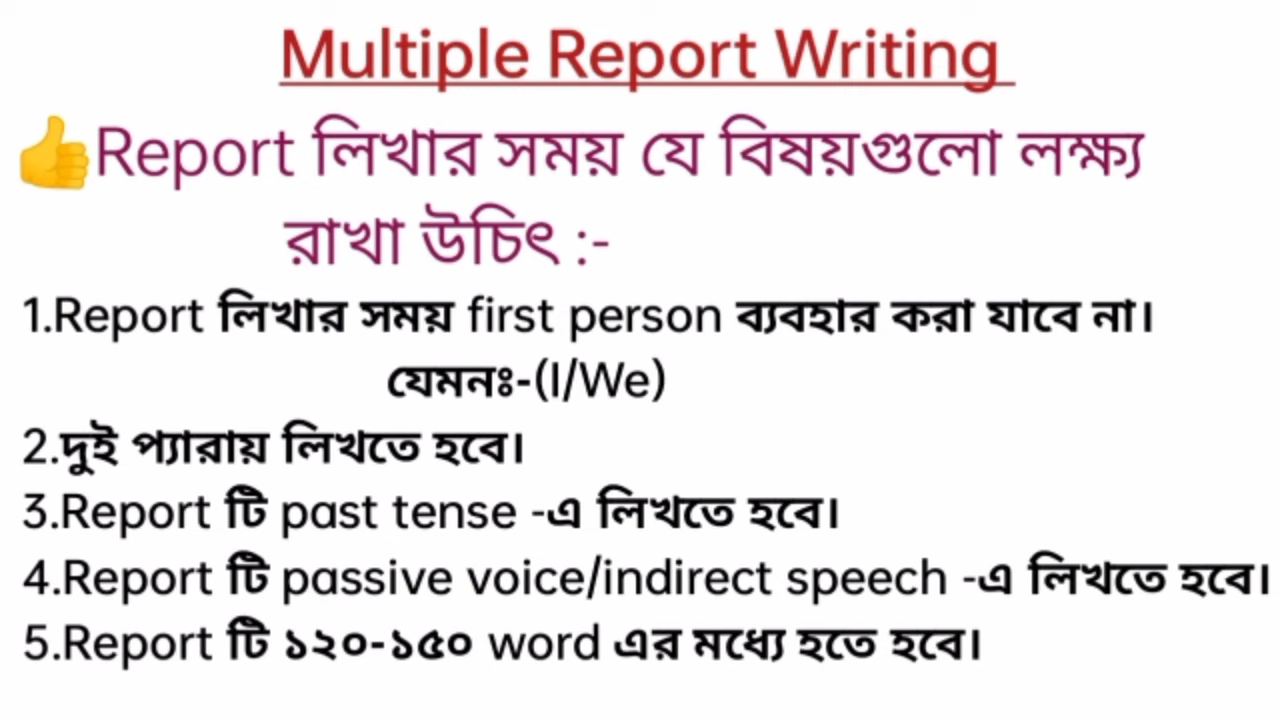 Multiple Report Writing
👍Report লিখার সময় যে বিষয়গুলো লক্ষ্য
রাখা উচিৎ :-
1.Report লিখার সময় first person ব্যবহার করা যাবে না।
যেমনঃ-(I/We)
2.দুই প্যারায় লিখতে হবে।
3.Report টি past tense -এ লিখতে হবে।
4.Report টি passive voice/indirect speech -এ লিখতে হবে।
5.Report টি ১২০-১৫০ word এর মধ্যে হতে হবে।